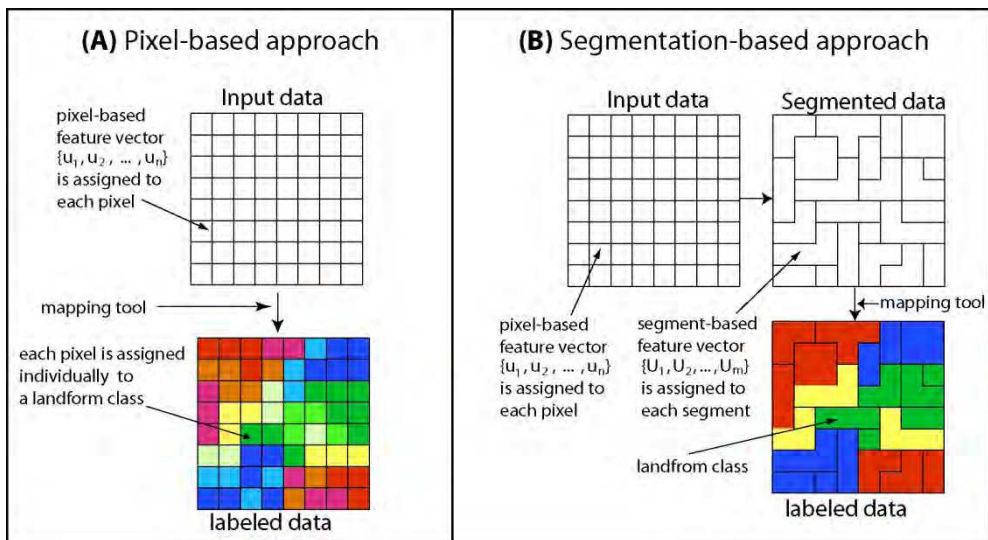 (A) Pixel-based approach
Input data
pixel-based
feature vector
{u₁, u₂ , ... , uₙ}
is assigned to
each pixel
mapping tool
each pixel is assigned
individually to
a landform class
labeled data
(B) Segmentation-based approach
Input data
Segmented data
pixel-based
feature vector
{u₁, u₂ , ... , uₙ}
is assigned to
each pixel
segment-based
feature vector
{U₁, U₂, ..., Uₘ}
is assigned to
each segment
mapping tool
landfrom class
labeled data